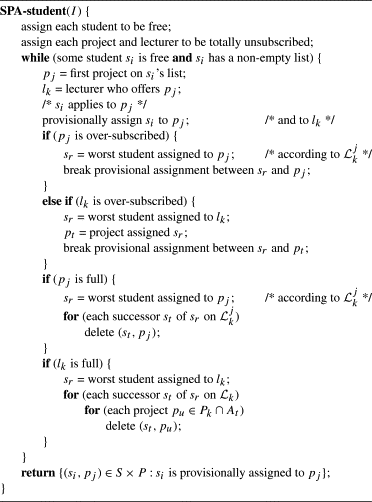 SPA-student(I) {
assign each student to be free;
assign each project and lecturer to be totally unsubscribed;
while (some student s_i is free and s_i has a non-empty list) {
p_j = first project on s_i's list;
l_k = lecturer who offers p_j;
/* s_i applies to p_j */
provisionally assign s_i to p_j; /* and to l_k */
if (p_j is over-subscribed) {
s_r = worst student assigned to p_j; /* according to ℒ_k^j */
break provisional assignment between s_r and p_j;
}
else if (l_k is over-subscribed) {
s_r = worst student assigned to l_k;
p_t = project assigned s_r;
break provisional assignment between s_r and p_t;
}
if (p_j is full) {
s_r = worst student assigned to p_j; /* according to ℒ_k^j */
for (each successor s_t of s_r on ℒ_k^j)
delete (s_t, p_j);
}
if (l_k is full) {
s_r = worst student assigned to l_k;
for (each successor s_t of s_r on ℒ_k)
for (each project p_u ∈ P_k ∩ A_t)
delete (s_t, p_u);
}
}
return {(s_i, p_j) ∈ S × P : s_i is provisionally assigned to p_j};
}